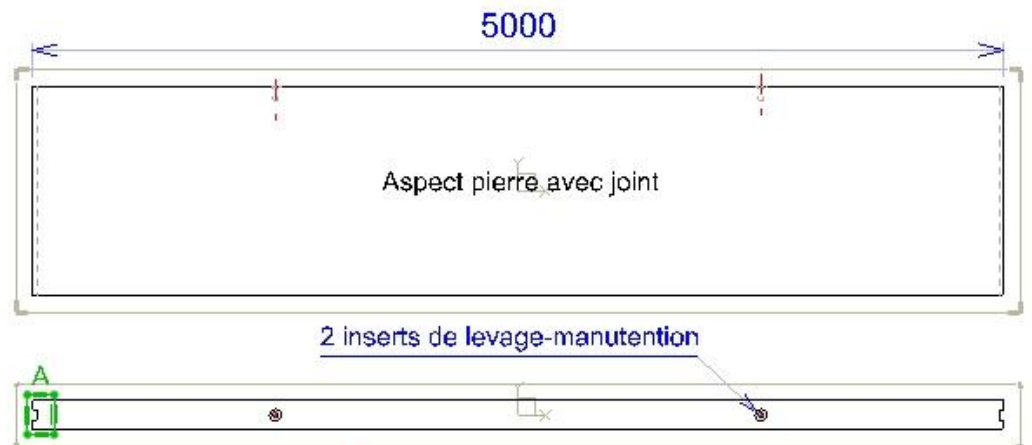 5000
Y
Aspect pierre avec joint
X
2 inserts de levage-manutention
A
Y
X